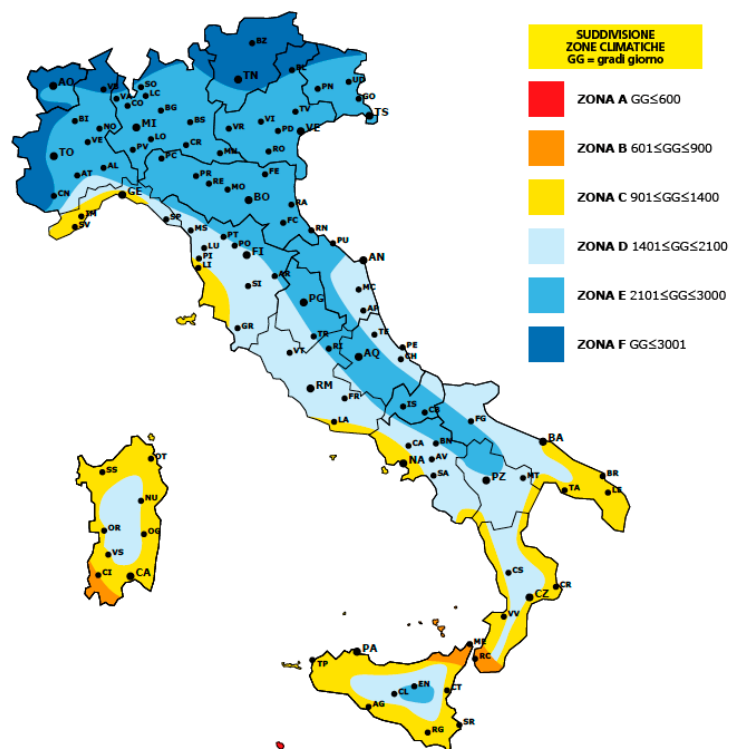 SUDDIVISIONE
ZONE CLIMATICHE
GG = gradi giorno
ZONA A GG≤600
ZONA B 601≤GG≤900
ZONA C 901≤GG≤1400
ZONA D 1401≤GG≤2100
ZONA E 2101≤GG≤3000
ZONA F GG≤3001
BZ
TN
BL
UD
PN
GO
TS
AO
VB
VA
SO
LC
CO
BG
BI
NO
MI
BS
VR
VI
TV
PD
VE
TO
VE
LO
PV
CR
MN
RO
AT
AL
PC
FE
CN
PR
RE
MO
BO
RA
GE
IM
SV
SP
MS
FC
RN
PU
PT
PO
LU
PI
LI
FI
AN
AR
SI
MC
PG
AP
GR
TR
TE
VT
RI
AQ
PE
CH
RM
FR
IS
CB
FG
LA
CA
BN
BA
NA
AV
SA
PZ
MT
TA
BR
LE
OT
SS
NU
OR
OG
VS
CI
CA
CS
CR
CZ
VV
ME
RC
PA
TP
EN
CL
CT
AG
RG
SR